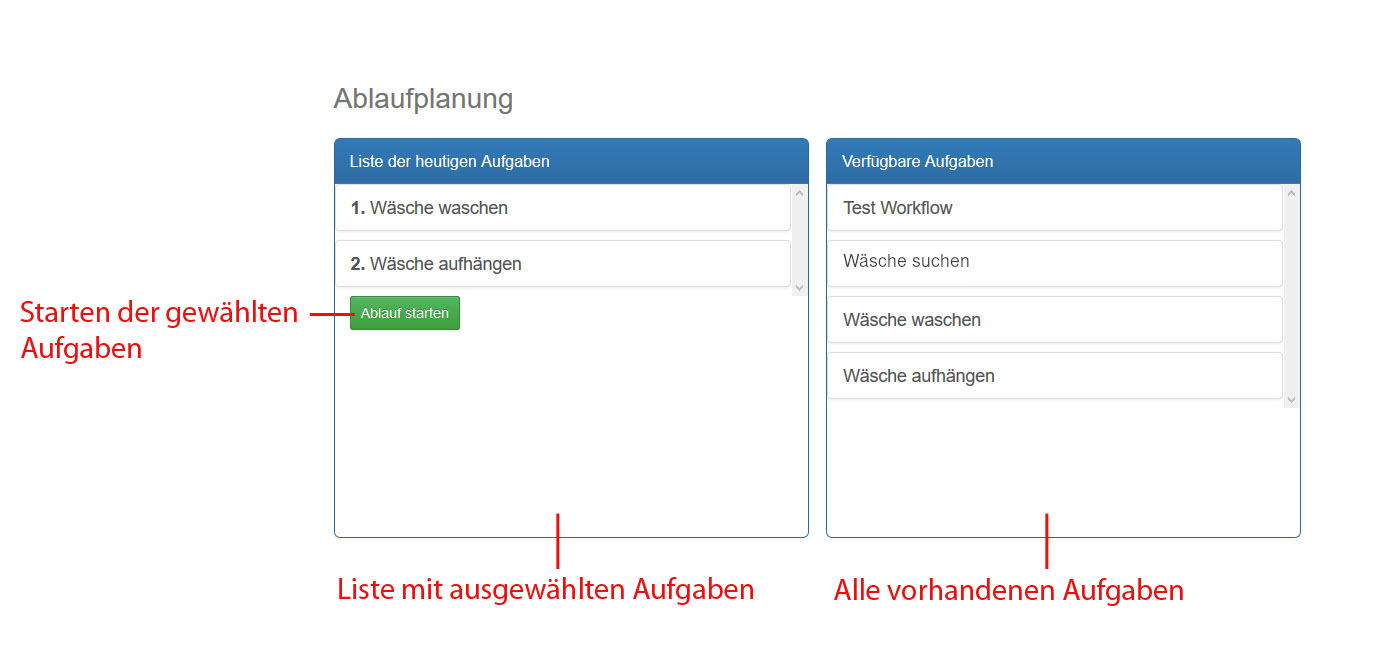 Ablaufplanung
Liste der heutigen Aufgaben
1. Wäsche waschen
2. Wäsche aufhängen
Ablauf starten
Starten der gewählten
Aufgaben
Liste mit ausgewählten Aufgaben
Verfügbare Aufgaben
Test Workflow
Wäsche suchen
Wäsche waschen
Wäsche aufhängen
Alle vorhandenen Aufgaben